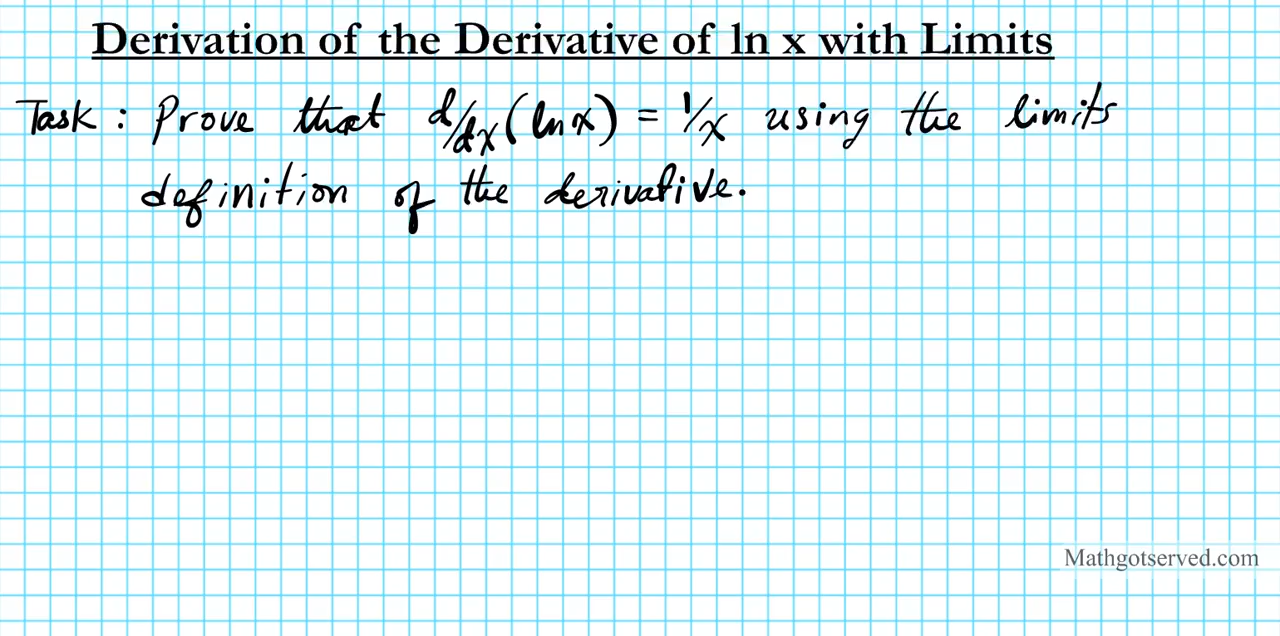 Derivation of the Derivative of ln x with Limits
Task : Prove that d/dx (ln x) = 1/x using the limits
definition of the derivative.
Mathgotserved.com